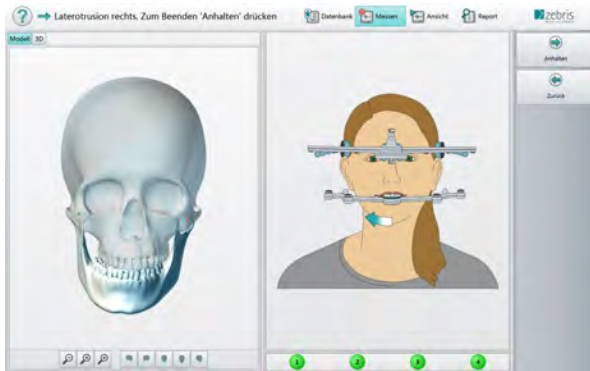 ? → Laterotrusion rechts. Zum Beenden 'Anhalten' drücken
Datenbank Messen Ansicht Report
zebris
Modell 3D
Anhalten
Zurück
1 2 3 4